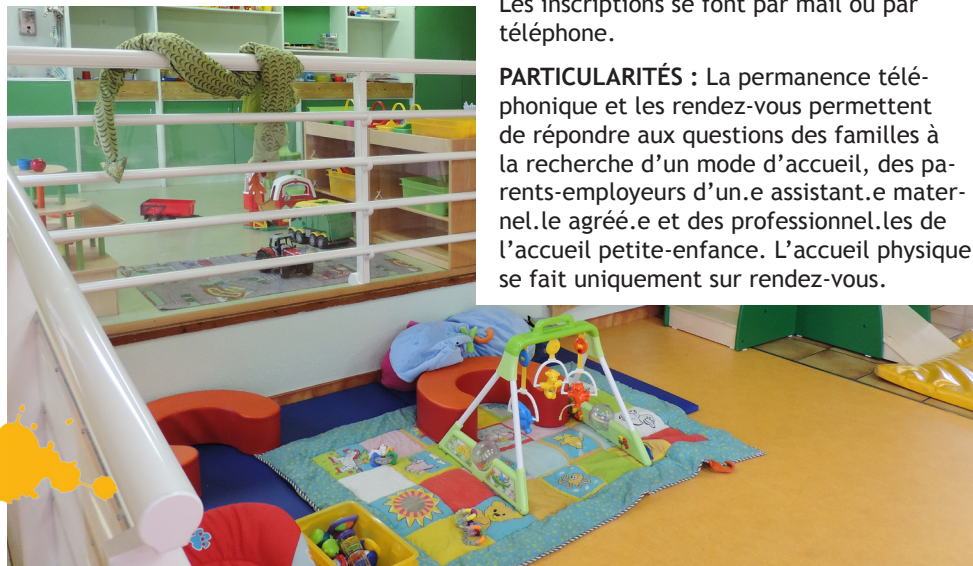 Les inscriptions se font par mail ou par
téléphone.
PARTICULARITÉS : La permanence télé-
phonique et les rendez-vous permettent
de répondre aux questions des familles à
la recherche d’un mode d’accueil, des pa-
rents-employeurs d’un.e assistant.e mater-
nel.le agréé.e et des professionnel.les de
l’accueil petite-enfance. L’accueil physique
se fait uniquement sur rendez-vous.